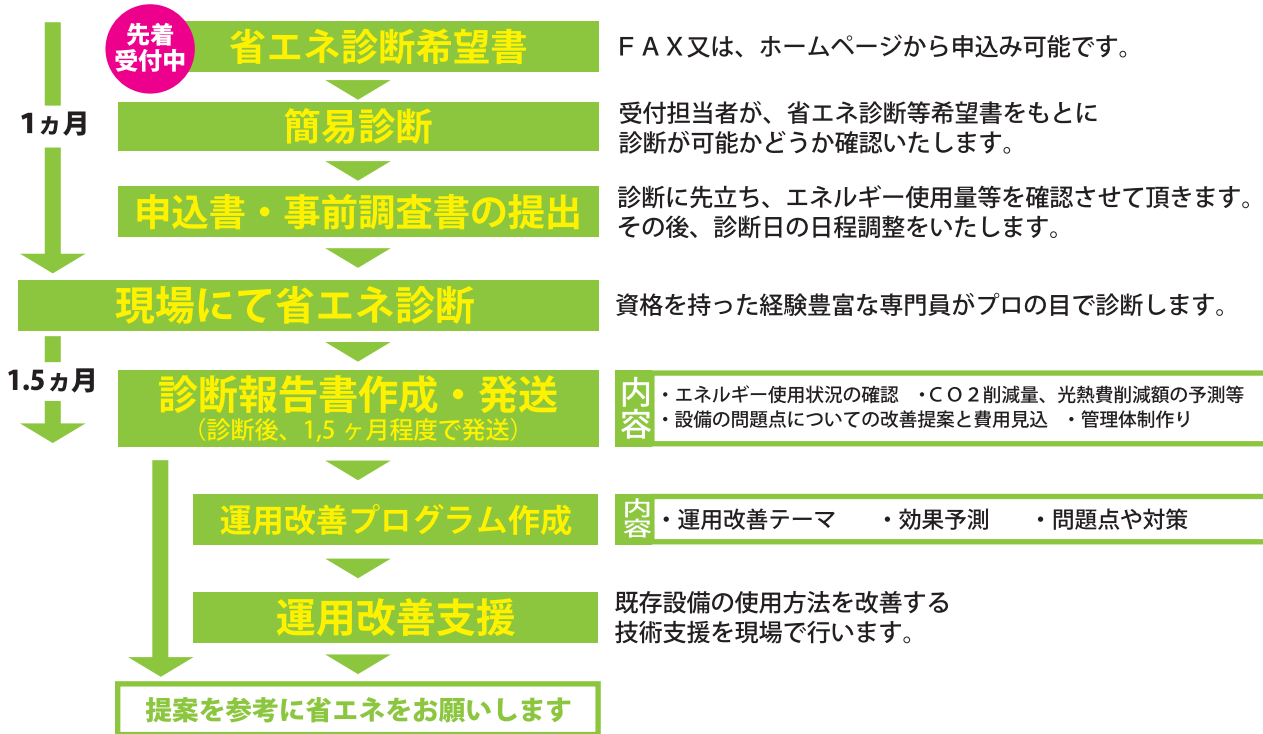 先着
受付中
省エネ診断希望書
ＦＡＸ又は、ホームページから申込み可能です。
1ヵ月
簡易診断
受付担当者が、省エネ診断等希望書をもとに
診断が可能かどうか確認いたします。
申込書・事前調査書の提出
診断に先立ち、エネルギー使用量等を確認させて頂きます。
その後、診断日の日程調整をいたします。
現場にて省エネ診断
資格を持った経験豊富な専門員がプロの目で診断します。
1.5ヵ月
診断報告書作成・発送
（診断後、1,5 ヶ月程度で発送）
内容
・エネルギー使用状況の確認　・ＣＯ２削減量、光熱費削減額の予測等
・設備の問題点についての改善提案と費用見込　・管理体制作り
運用改善プログラム作成
内容
・運用改善テーマ　・効果予測　・問題点や対策
運用改善支援
既存設備の使用方法を改善する
技術支援を現場で行います。
提案を参考に省エネをお願いします